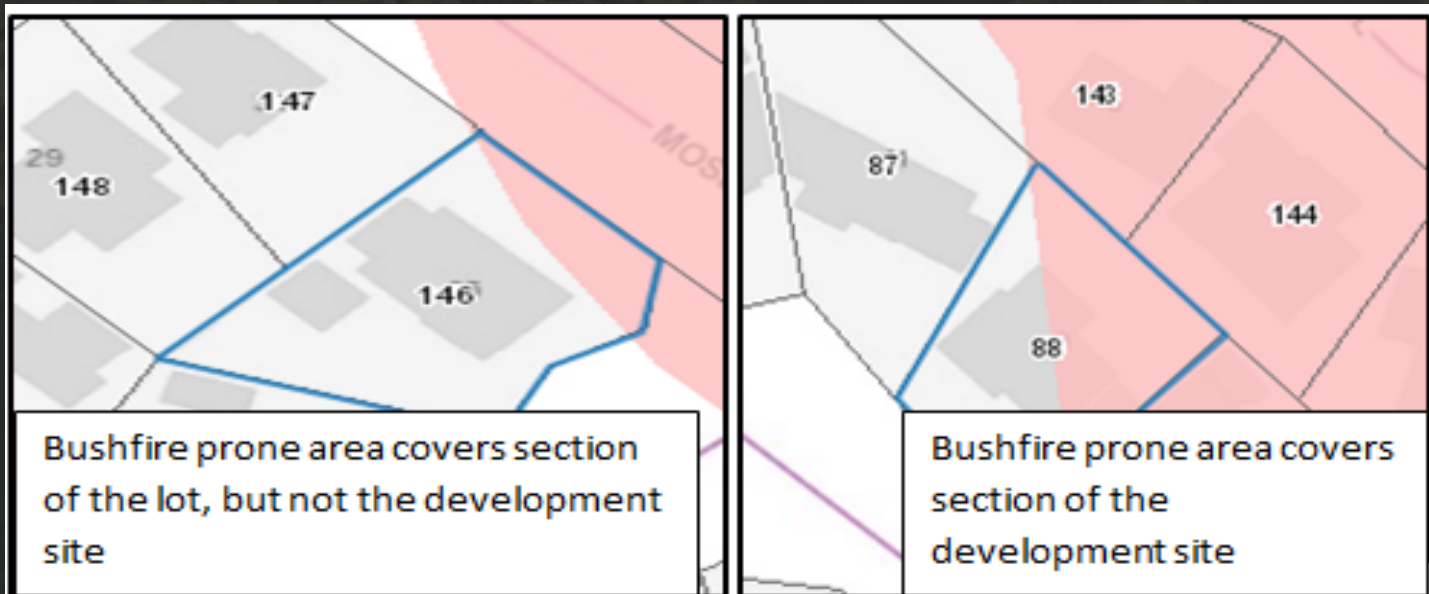 147
29
148
146
MOS
Bushfire prone area covers section
of the lot, but not the development
site
143
87
144
88
Bushfire prone area covers
section of the
development site